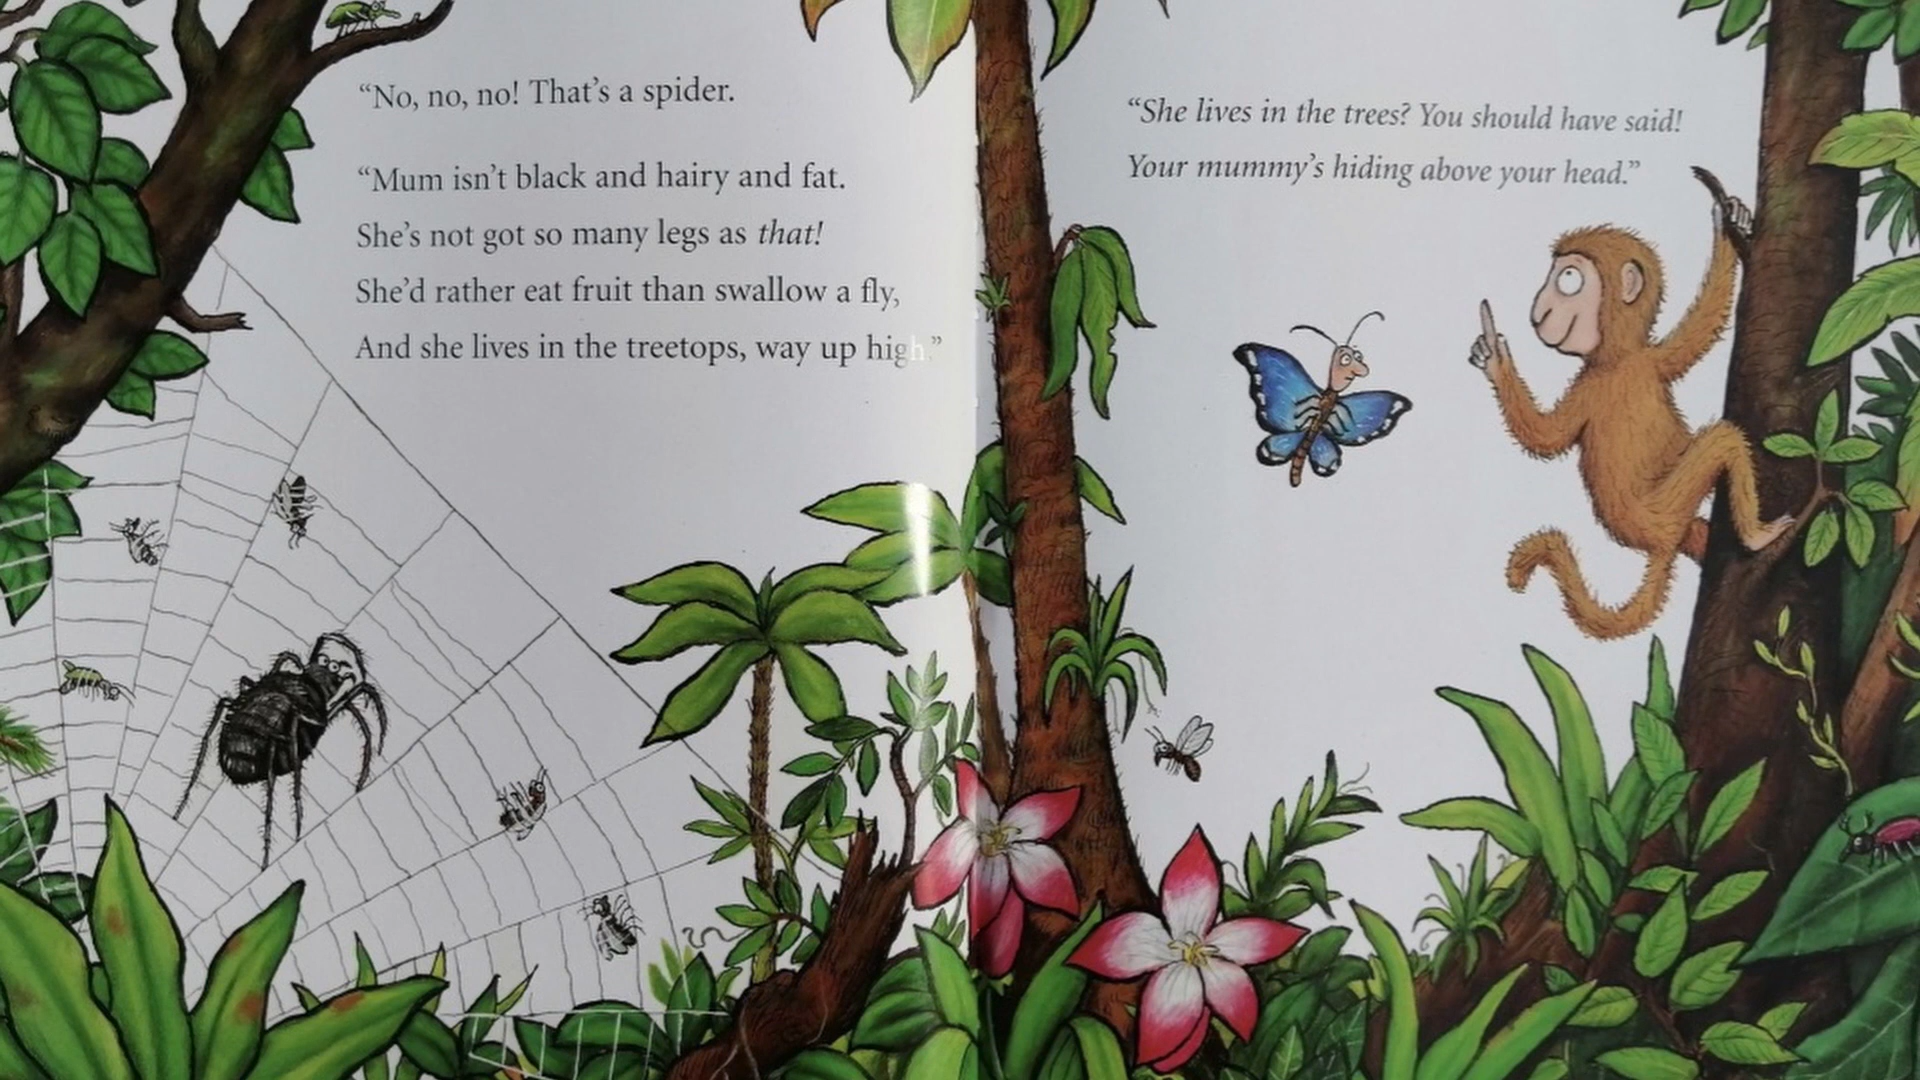 “No, no, no! That’s a spider.
“Mum isn’t black and hairy and fat.
She’s not got so many legs as that!
She’d rather eat fruit than swallow a fly,
And she lives in the treetops, way up high.”
“She lives in the trees? You should have said!
Your mummy’s hiding above your head.”